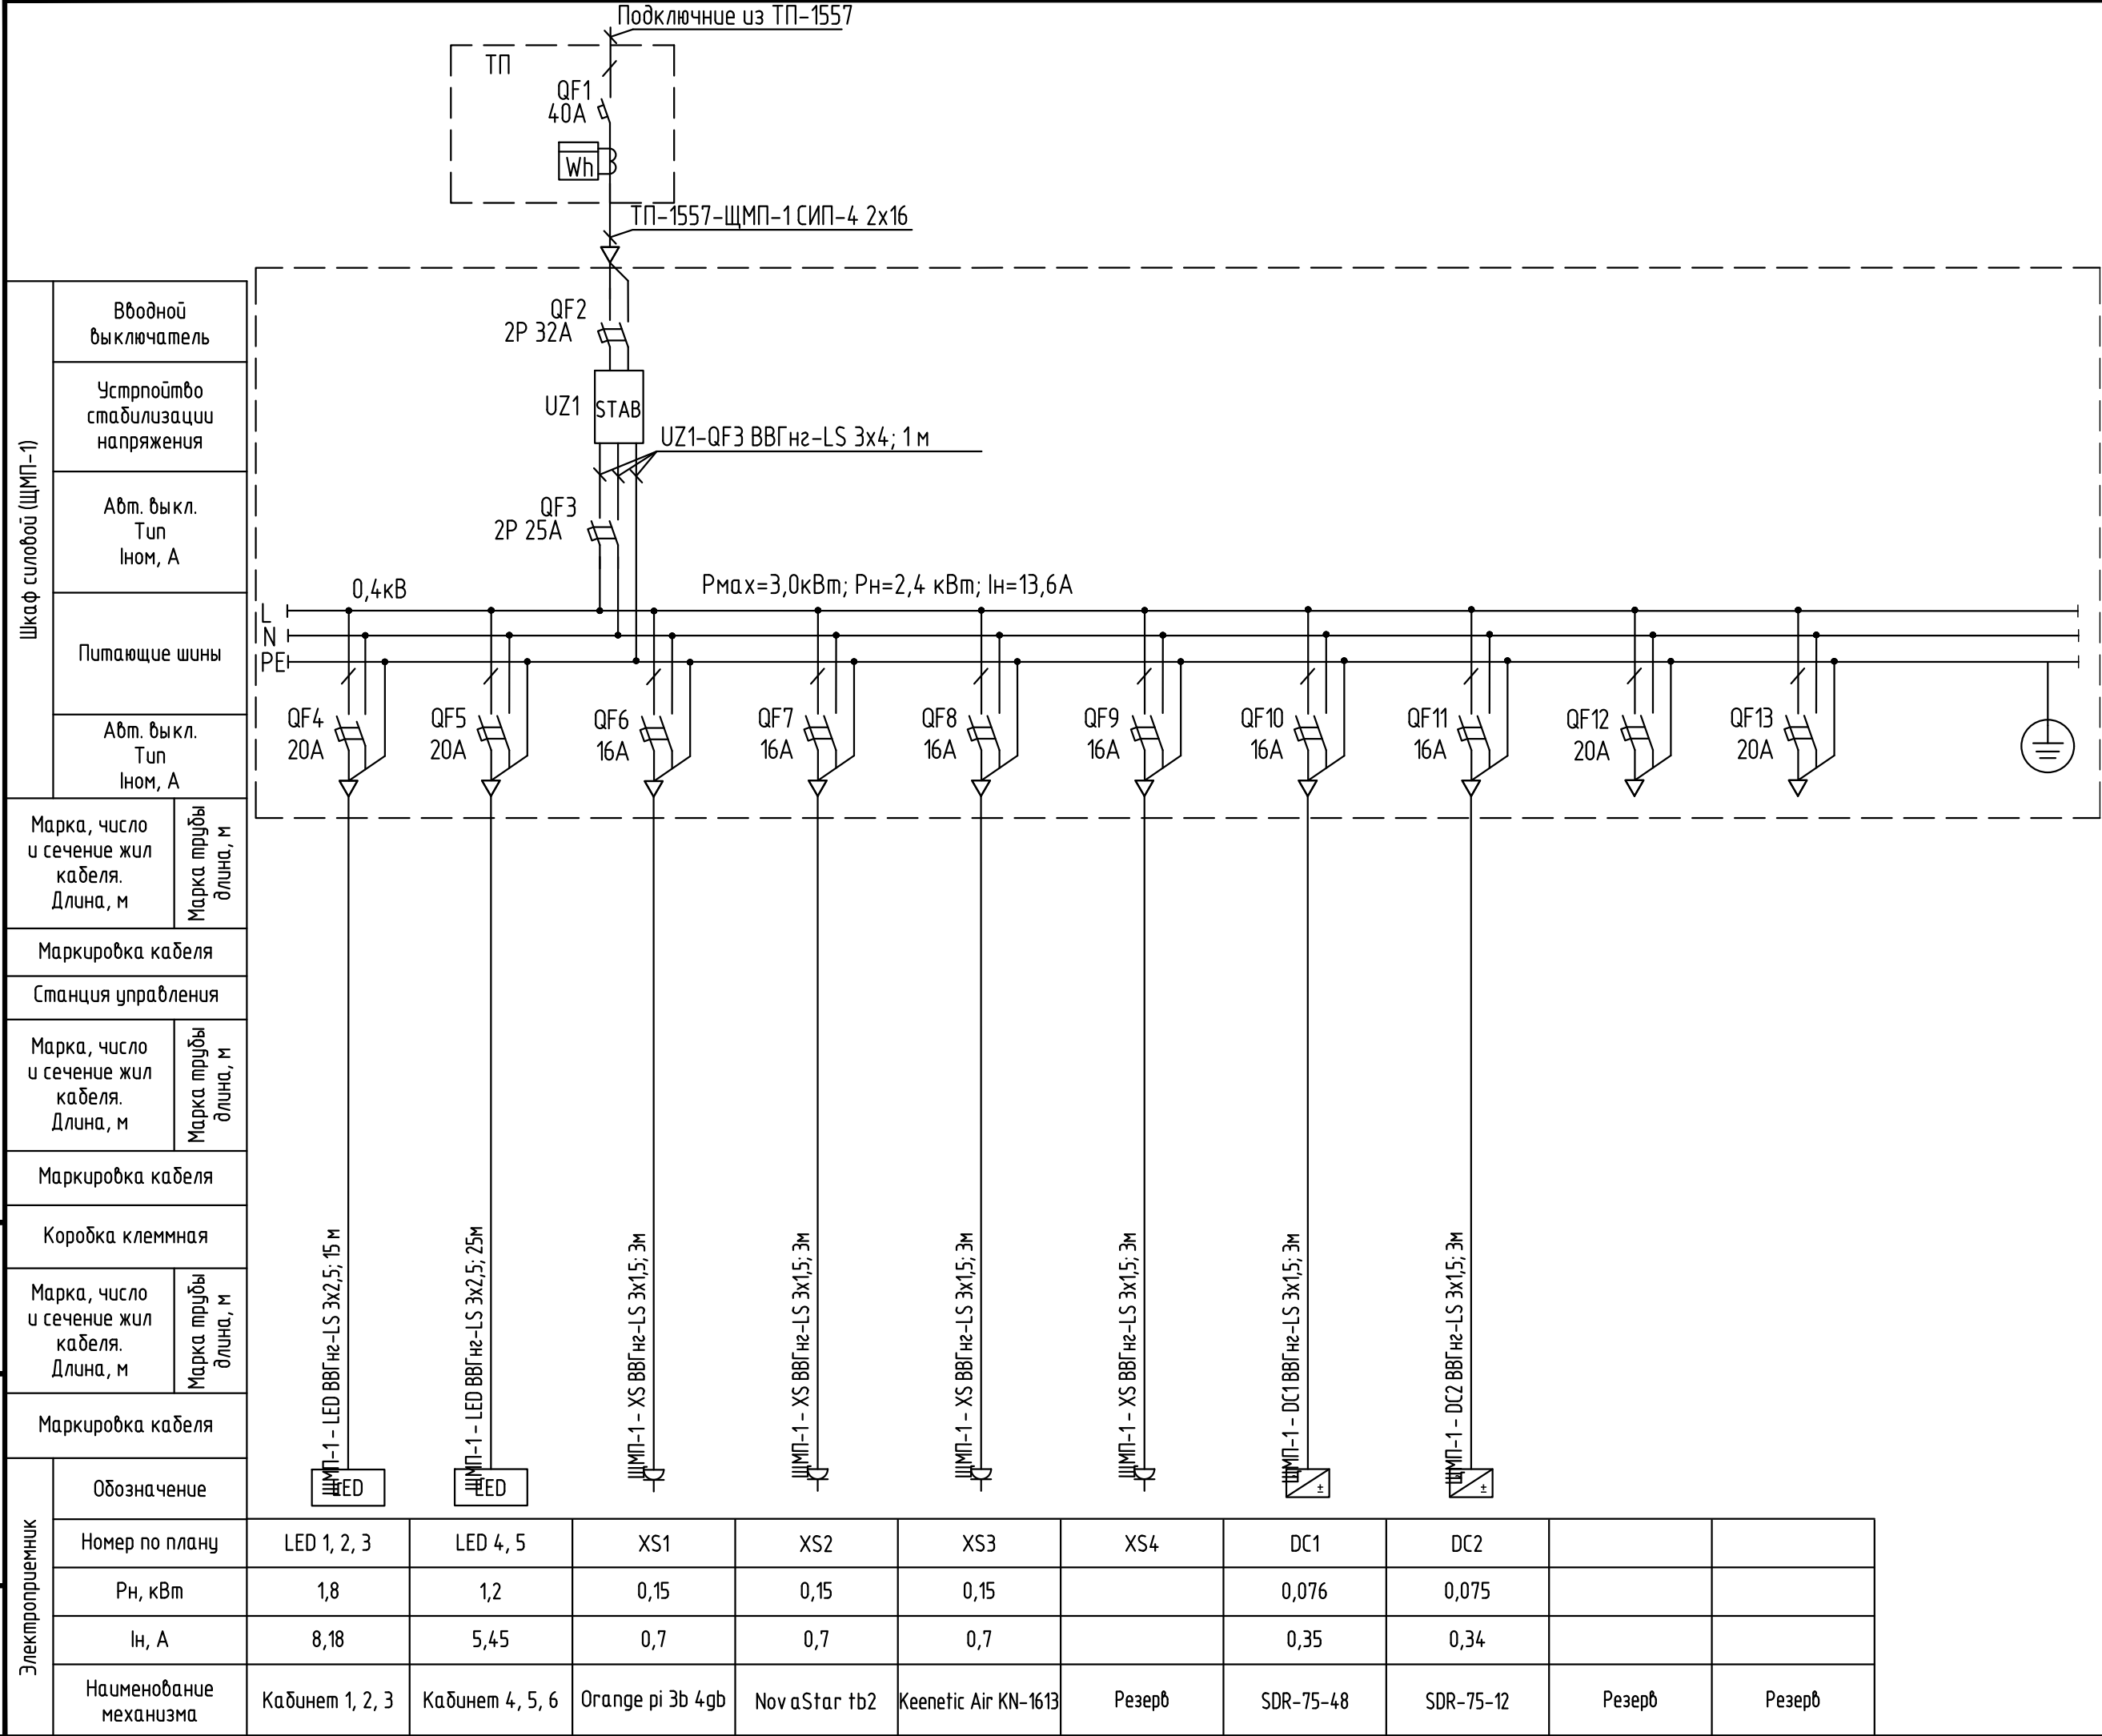 Подключние из ТП-1557
ТП
QF1
40А
Wh
ТП-1557-ЩМП-1 СИП-4 2х16
Шкаф силовой (ЩМП-1)
Вводной
выключатель
QF2
2Р 32А
Устрпойтво
стабилизации
напряжения
UZ1
STAB
UZ1-QF3 ВВГнг-LS 3х4; 1 м
Авт. выкл.
Тип
Iном, А
QF3
2Р 25А
0,4кВ
Рмах=3,0кВт; Рн=2,4 кВт; Iн=13,6А
Питающие шины
L
N
PE
Авт. выкл.
Тип
Iном, А
QF4
20А
QF5
20А
QF6
16А
QF7
16А
QF8
16А
QF9
16А
QF10
16А
QF11
16А
QF12
20А
QF13
20А
Марка, число
и сечение жил
кабеля.
Длина, м
Марка трубы
длина, м
Маркировка кабеля
Станция управления
Марка, число
и сечение жил
кабеля.
Длина, м
Марка трубы
длина, м
Маркировка кабеля
Коробка клеммная
Марка, число
и сечение жил
кабеля.
Длина, м
Марка трубы
длина, м
Маркировка кабеля
ЩМП-1 - LED ВВГнг-LS 3х2,5; 15 м
ЩМП-1 - LED ВВГнг-LS 3х2,5; 25м
ЩМП-1 - XS ВВГнг-LS 3х1,5; 3м
ЩМП-1 - XS ВВГнг-LS 3х1,5; 3м
ЩМП-1 - XS ВВГнг-LS 3х1,5; 3м
ЩМП-1 - XS ВВГнг-LS 3х1,5; 3м
ЩМП-1 - DC1 ВВГнг-LS 3х1,5; 3м
ЩМП-1 - DC2 ВВГнг-LS 3х1,5; 3м
Электроприемник
Обозначение
LED
LED
±
±
Номер по плану
LED 1, 2, 3
LED 4, 5
XS1
XS2
XS3
XS4
DC1
DC2
Рн, кВт
1,8
1,2
0,15
0,15
0,15
0,076
0,075
Iн, А
8,18
5,45
0,7
0,7
0,7
0,35
0,34
Наименование
механизма
Кабинет 1, 2, 3
Кабинет 4, 5, 6
Orange pi 3b 4gb
NovaStar tb2
Keenetic Air KN-1613
Резерв
SDR-75-48
SDR-75-12
Резерв
Резерв